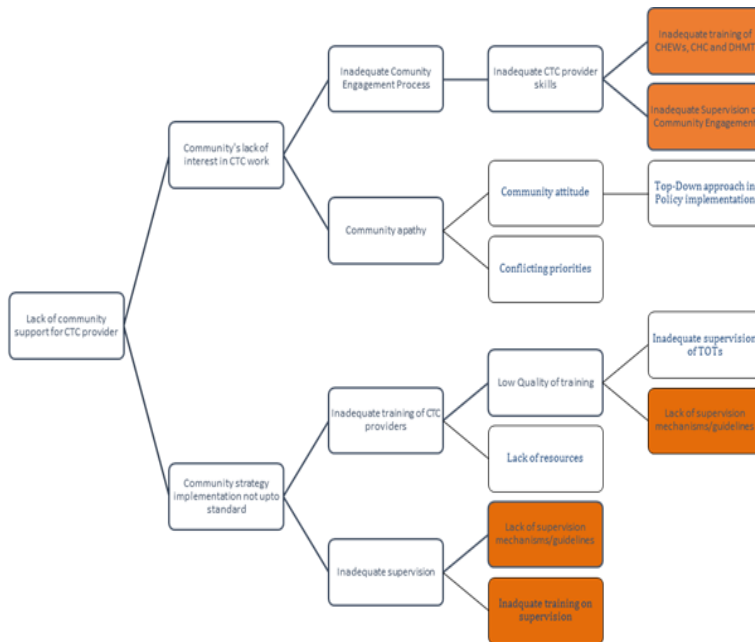 Inadequate training of
CHEWs, CHC and DHMT
Inadequate Comunity
Engagement Process
Inadequate CTC provider
skills
Inadequate Supervision o
Community Engagement
Community's lack of
interest in CTC work
Community attitude
Top-Down approach in
Policy implementation
Community apathy
Conflicting priorities
Lack of community
support for CTC provider
Inadequate supervision
of TOTs
Low Quality of training
Inadequate training of CTC
providers
Lack of supervision
mechanisms/guidelines
Lack of resources
Community strategy
implementation not upto
standard
Lack of supervision
mechanisms/guidelines
Inadequate supervision
Inadquate training on
supervision